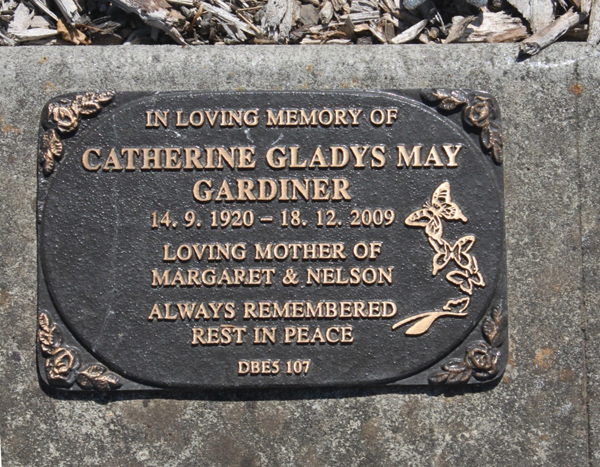 IN LOVING MEMORY OF
CATHERINE GLADYS MAY
GARDINER
14. 9. 1920 – 18. 12. 2009
LOVING MOTHER OF
MARGARET & NELSON
ALWAYS REMEMBERED
REST IN PEACE
DBE5 107